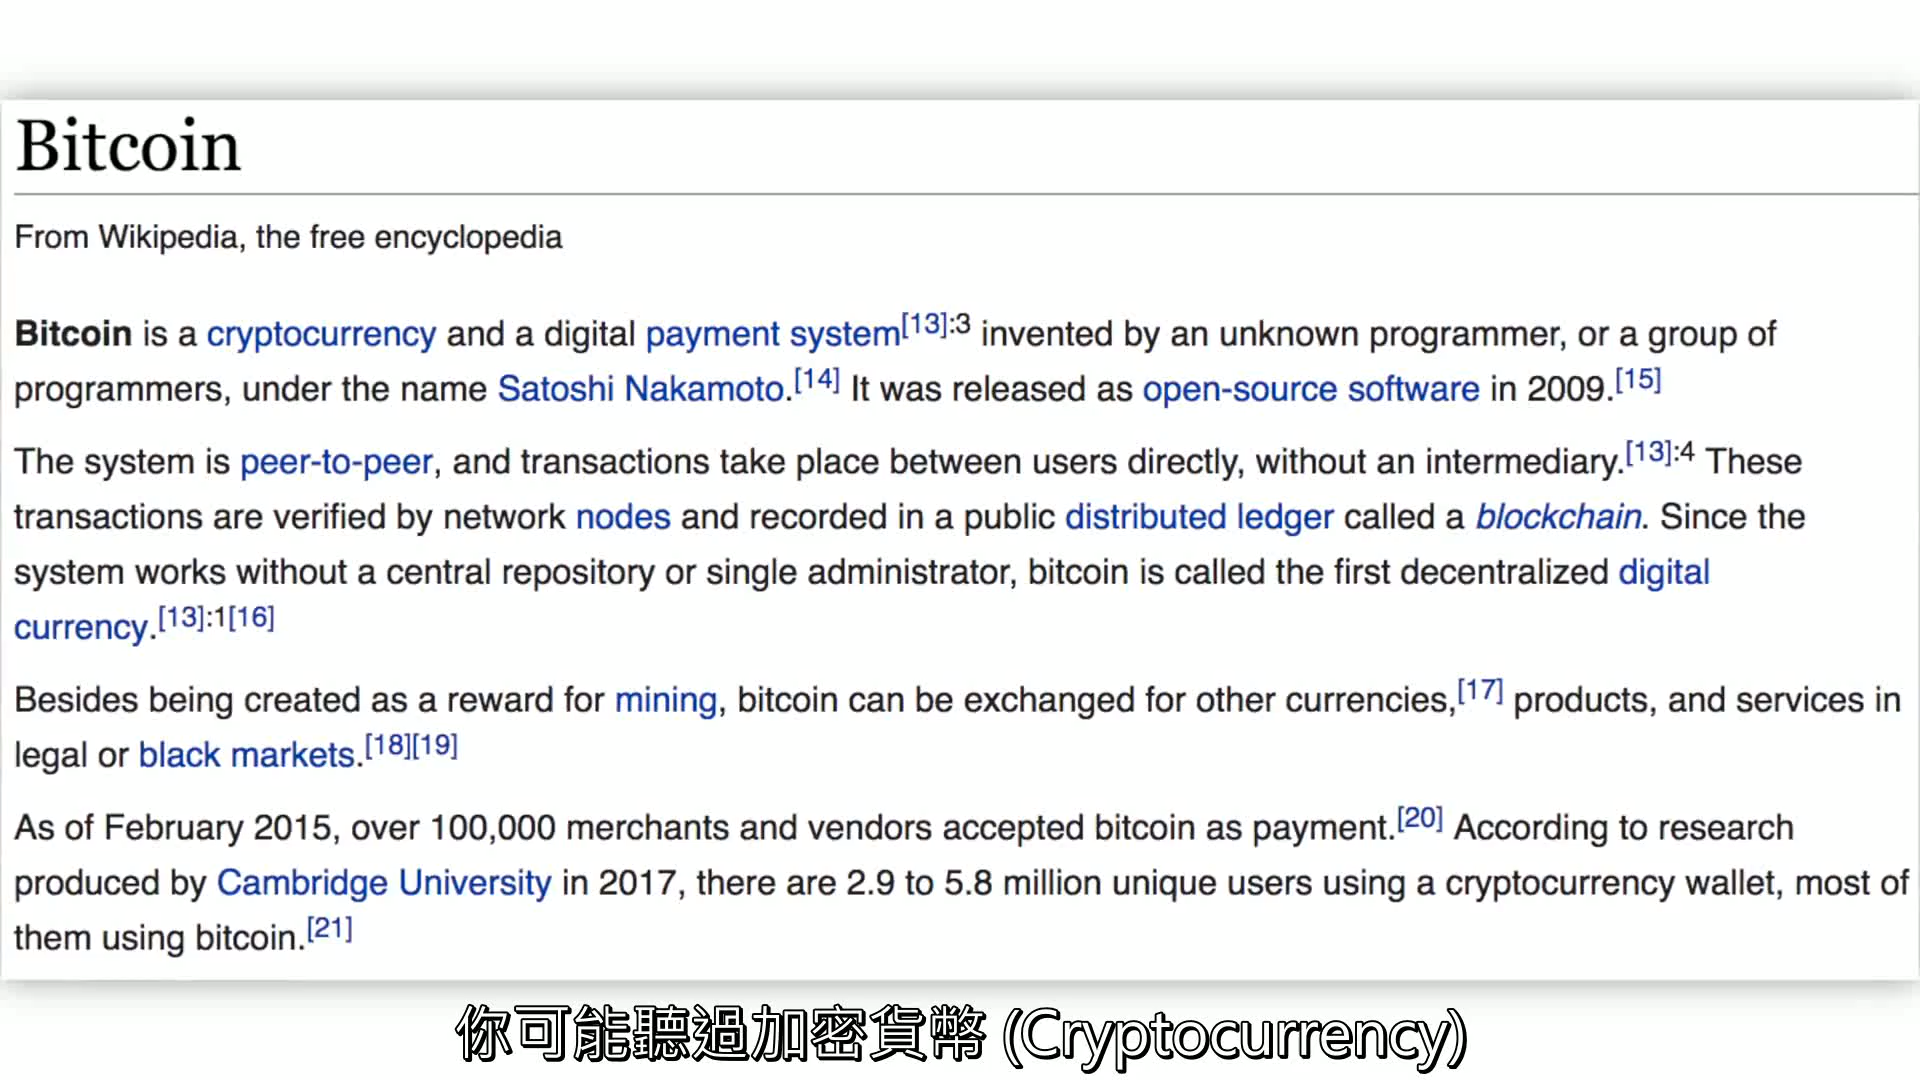 Bitcoin
From Wikipedia, the free encyclopedia
Bitcoin is a cryptocurrency and a digital payment system[13]:3 invented by an unknown programmer, or a group of
programmers, under the name Satoshi Nakamoto.[14] It was released as open-source software in 2009.[15]
The system is peer-to-peer, and transactions take place between users directly, without an intermediary.[13]:4 These
transactions are verified by network nodes and recorded in a public distributed ledger called a blockchain. Since the
system works without a central repository or single administrator, bitcoin is called the first decentralized digital
currency.[13]:1[16]
Besides being created as a reward for mining, bitcoin can be exchanged for other currencies,[17] products, and services in
legal or black markets.[18][19]
As of February 2015, over 100,000 merchants and vendors accepted bitcoin as payment.[20] According to research
produced by Cambridge University in 2017, there are 2.9 to 5.8 million unique users using a cryptocurrency wallet, most of
them using bitcoin.[21]
你可能聽過加密貨幣 (Cryptocurrency)